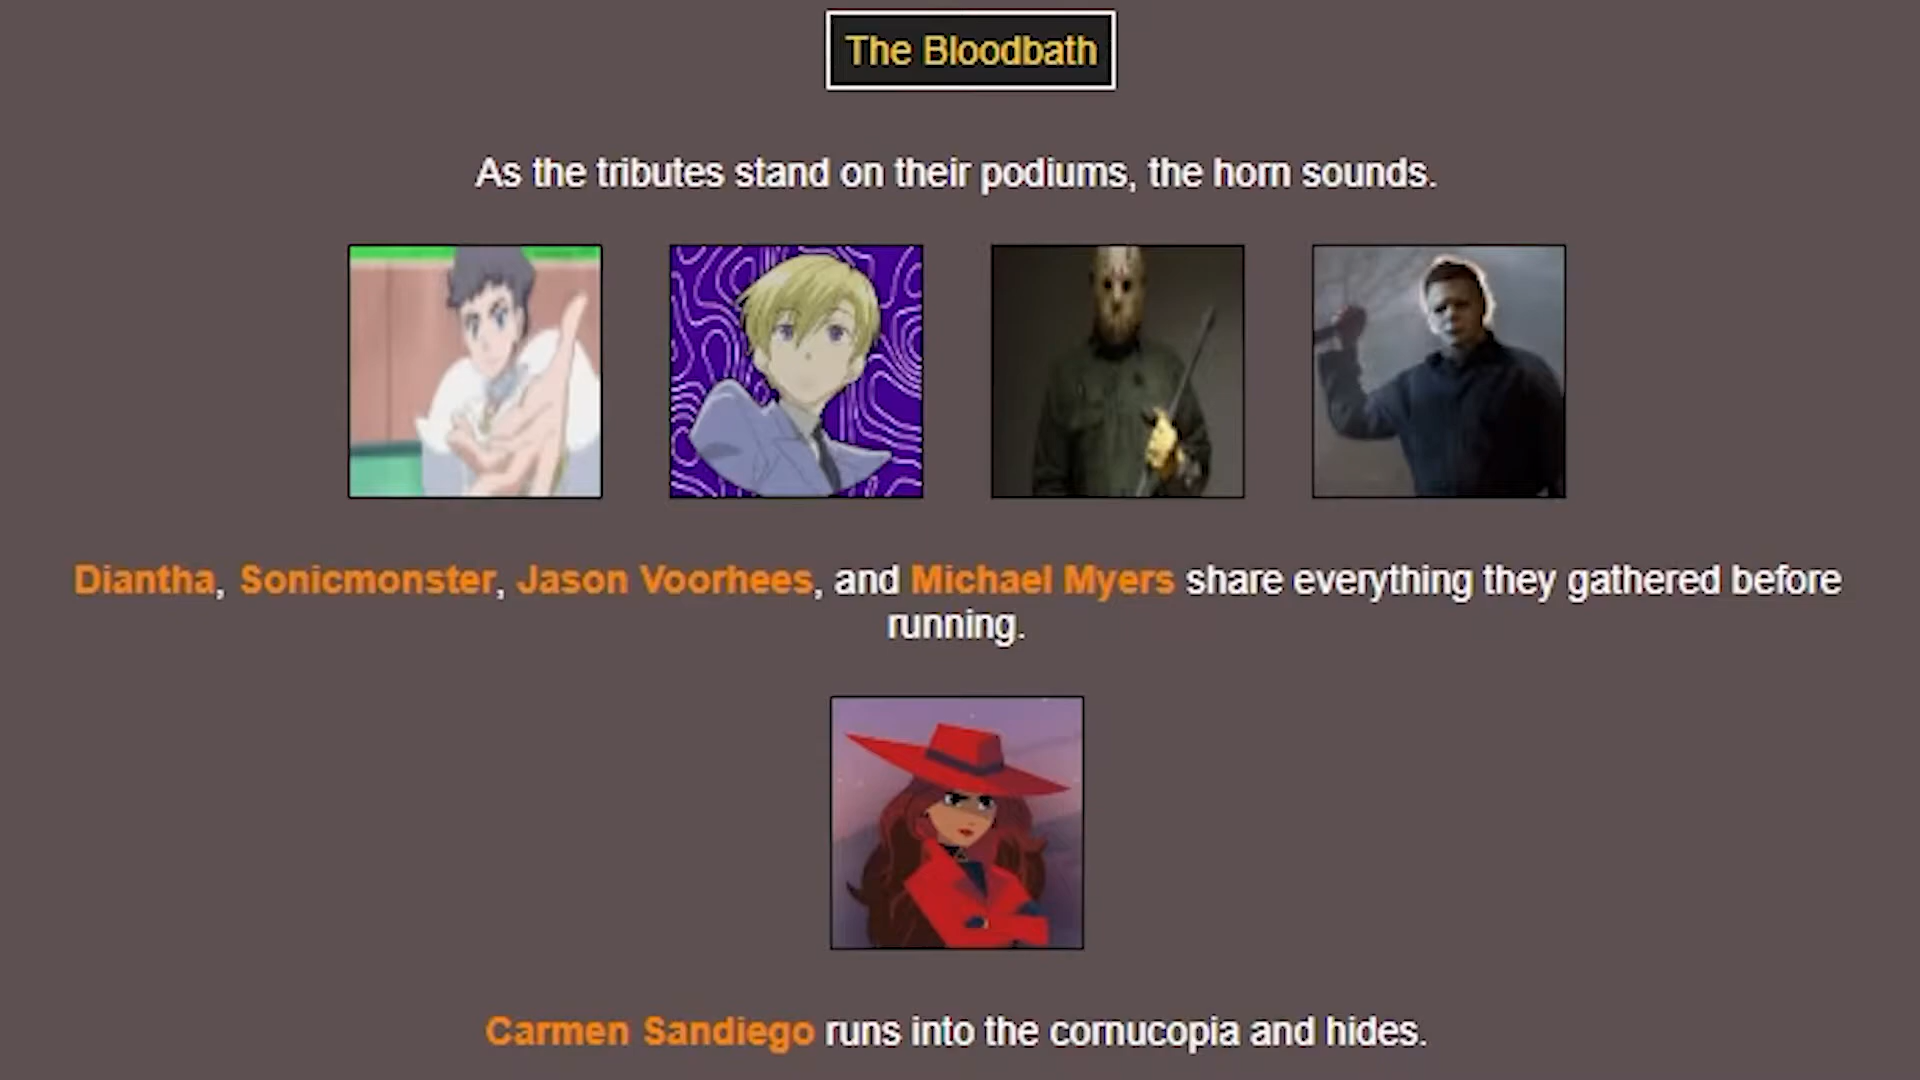 The Bloodbath
As the tributes stand on their podiums, the horn sounds.
Diantha, Sonicmonster, Jason Voorhees, and Michael Myers share everything they gathered before
running.
Carmen Sandiego runs into the cornucopia and hides.